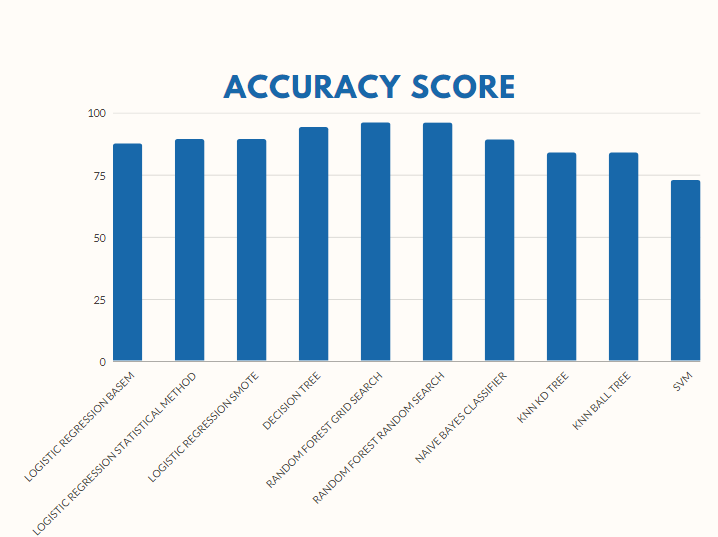 ACCURACY SCORE
100
75
50
25
0
LOGISTIC REGRESSION BASEM
LOGISTIC REGRESSION STATISTICAL METHOD
LOGISTIC REGRESSION SMOTE
DECISION TREE
RANDOM FOREST GRID SEARCH
RANDOM FOREST RANDOM SEARCH
NAIVE BAYES CLASSIFIER
KNN KD TREE
KNN BALL TREE
SVM